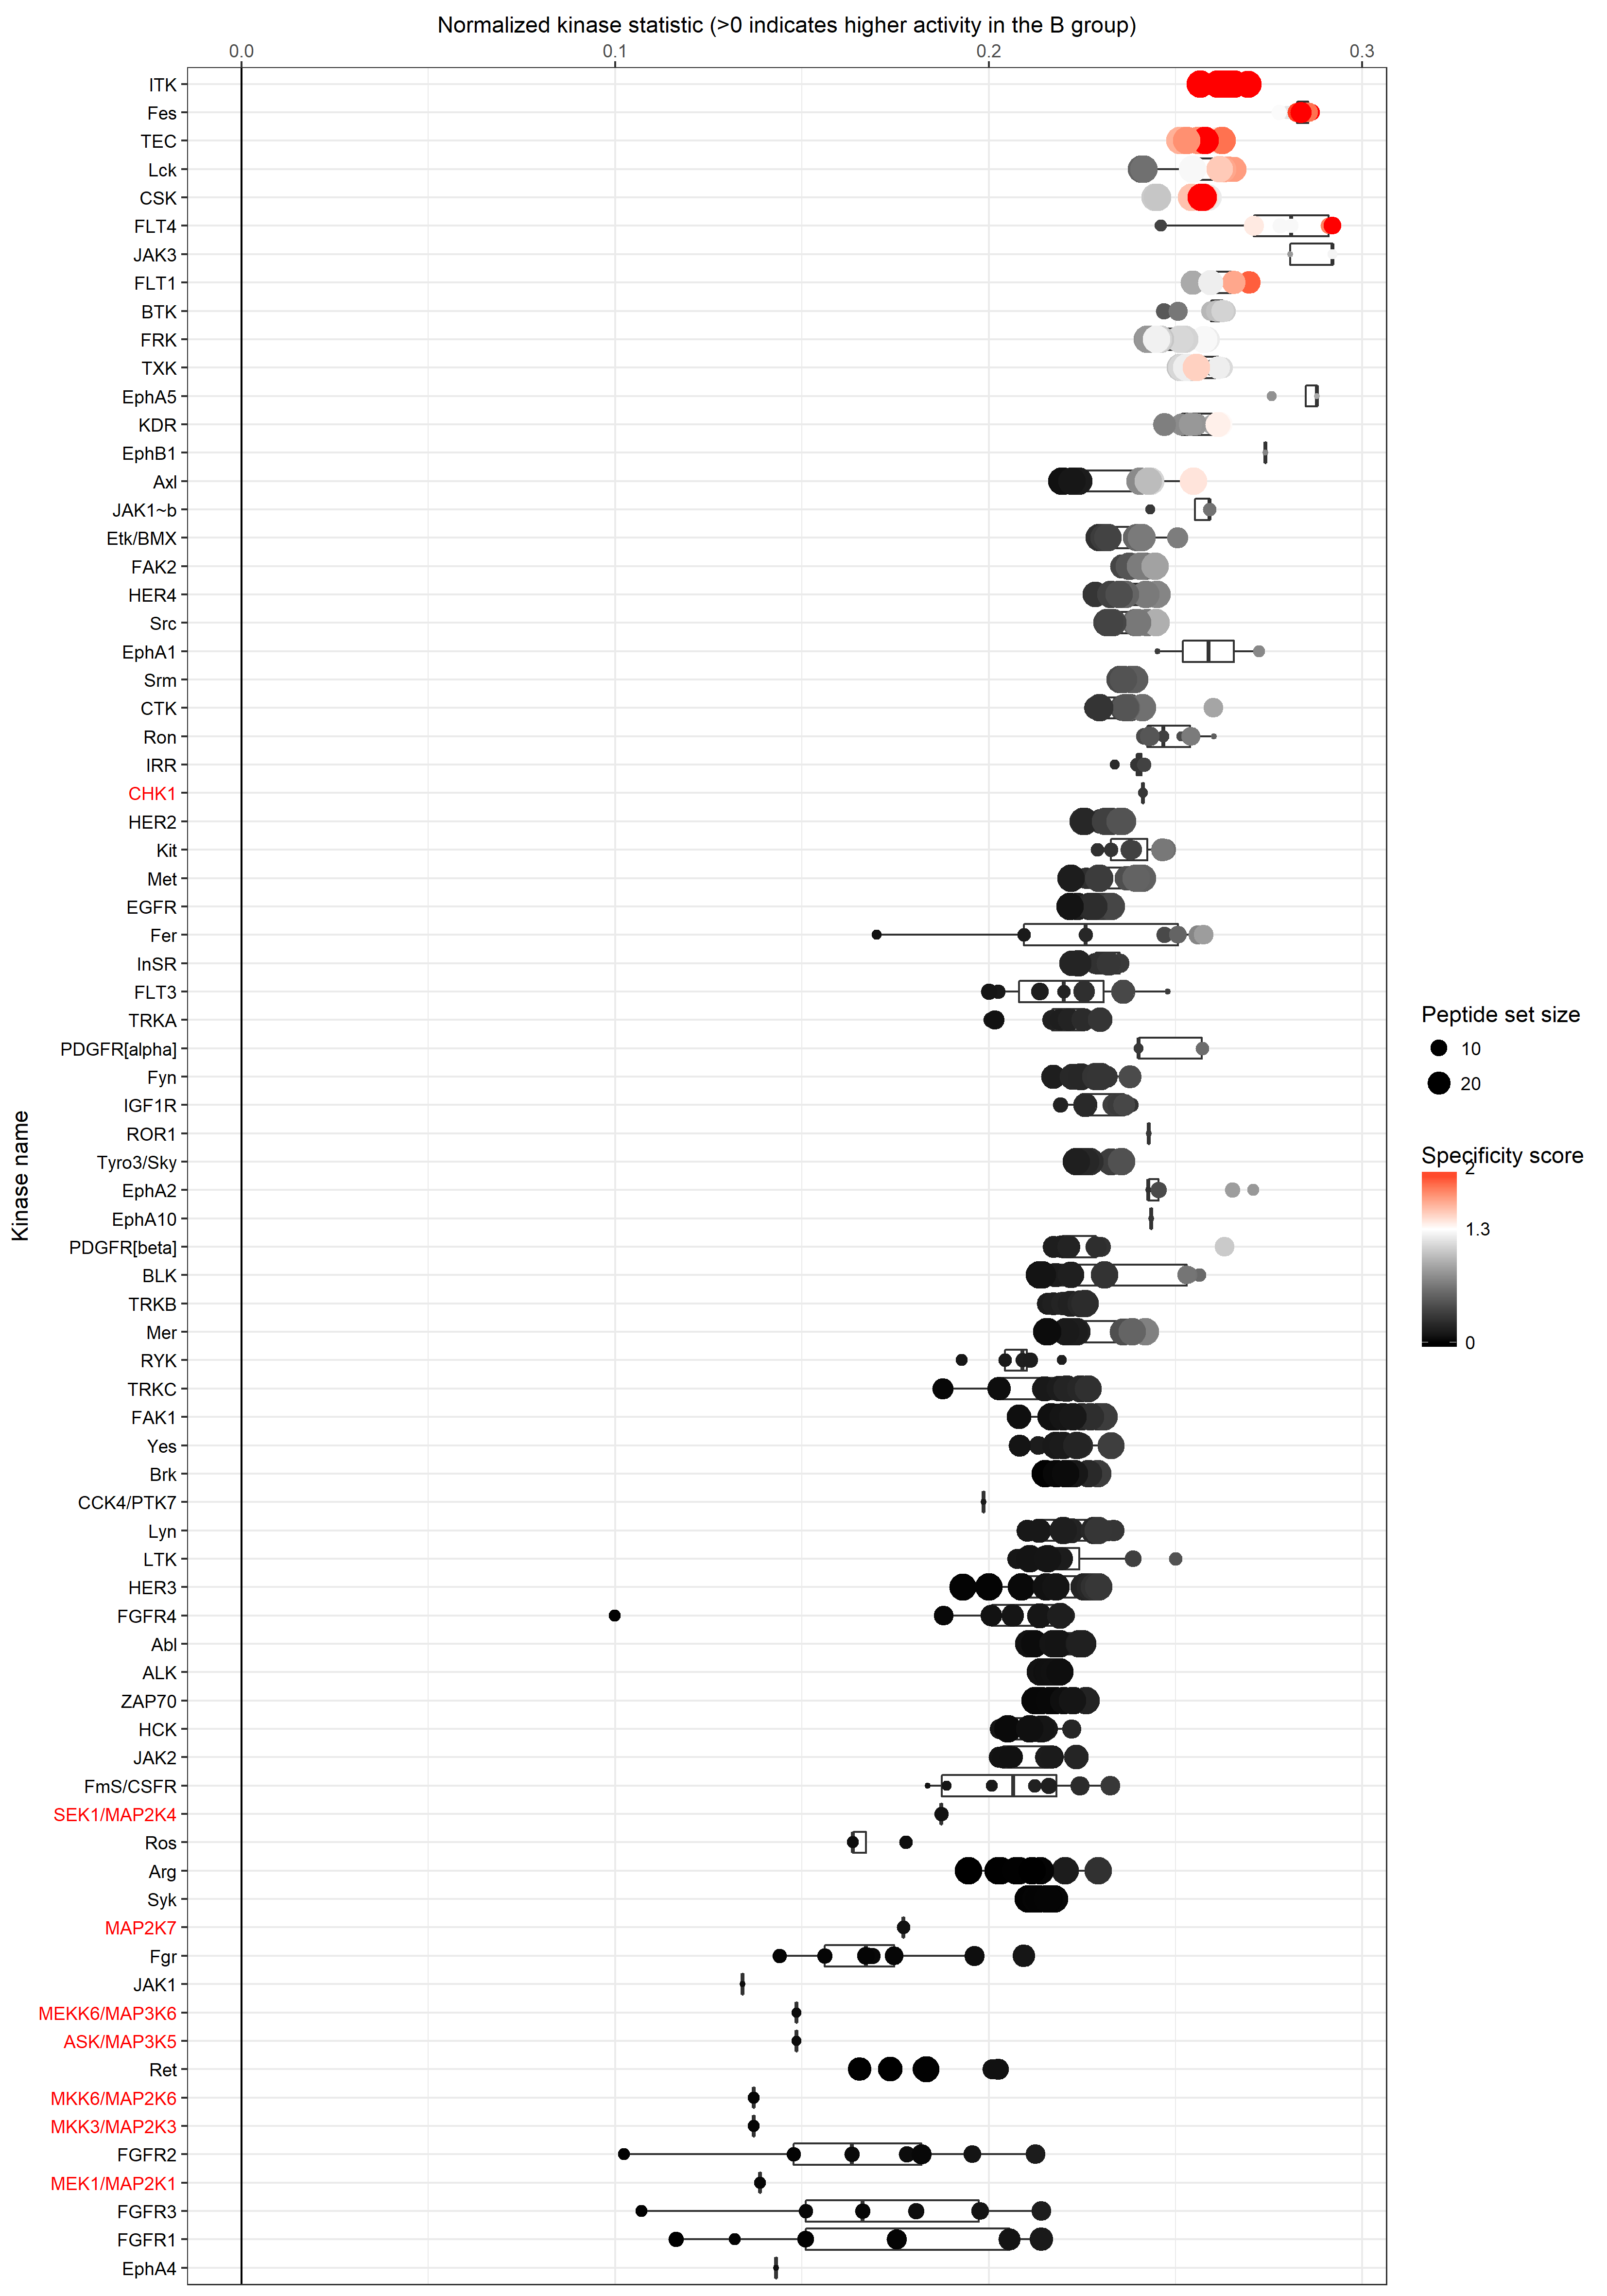 Normalized kinase statistic (>0 indicates higher activity in the B group)
0.0 0.1 0.2 0.3
ITK
Fes
TEC
Lck
CSK
FLT4
JAK3
FLT1
BTK
FRK
TXK
EphA5
KDR
EphB1
Axl
JAK1~b
Etk/BMX
FAK2
HER4
Src
EphA1
Srm
CTK
Ron
IRR
CHK1
HER2
Kit
Met
EGFR
Fer
InSR
FLT3
TRKA
PDGFR[alpha]
Fyn
IGF1R
ROR1
Tyro3/Sky
EphA2
EphA10
PDGFR[beta]
BLK
TRKB
Mer
RYK
TRKC
FAK1
Yes
Brk
CCK4/PTK7
Lyn
LTK
HER3
FGFR4
Abl
ALK
ZAP70
HCK
JAK2
FmS/CSFR
SEK1/MAP2K4
Ros
Arg
Syk
MAP2K7
Fgr
JAK1
MEKK6/MAP3K6
ASK/MAP3K5
Ret
MKK6/MAP2K6
MKK3/MAP2K3
FGFR2
MEK1/MAP2K1
FGFR3
FGFR1
EphA4
Kinase name
Peptide set size
10
20
Specificity score
2
1.3
0